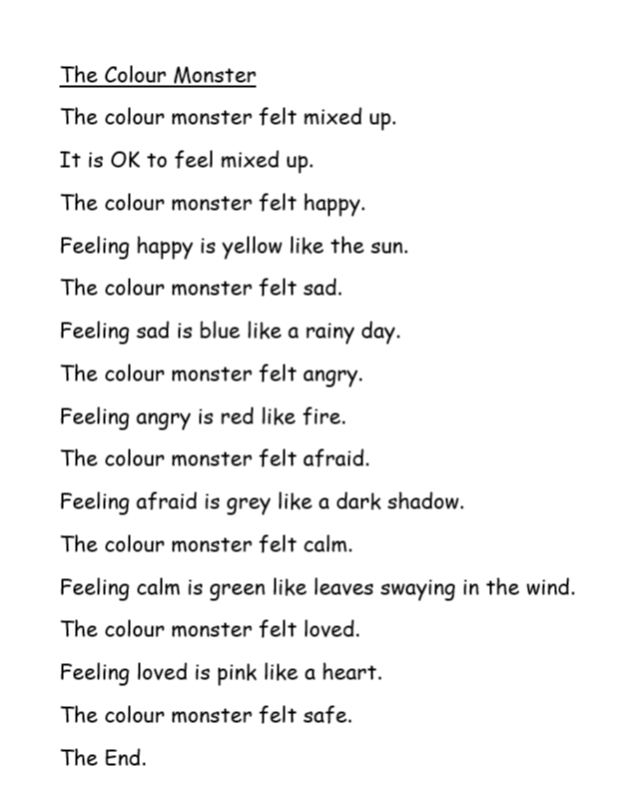 The Colour Monster
The colour monster felt mixed up.
It is OK to feel mixed up.
The colour monster felt happy.
Feeling happy is yellow like the sun.
The colour monster felt sad.
Feeling sad is blue like a rainy day.
The colour monster felt angry.
Feeling angry is red like fire.
The colour monster felt afraid.
Feeling afraid is grey like a dark shadow.
The colour monster felt calm.
Feeling calm is green like leaves swaying in the wind.
The colour monster felt loved.
Feeling loved is pink like a heart.
The colour monster felt safe.
The End.